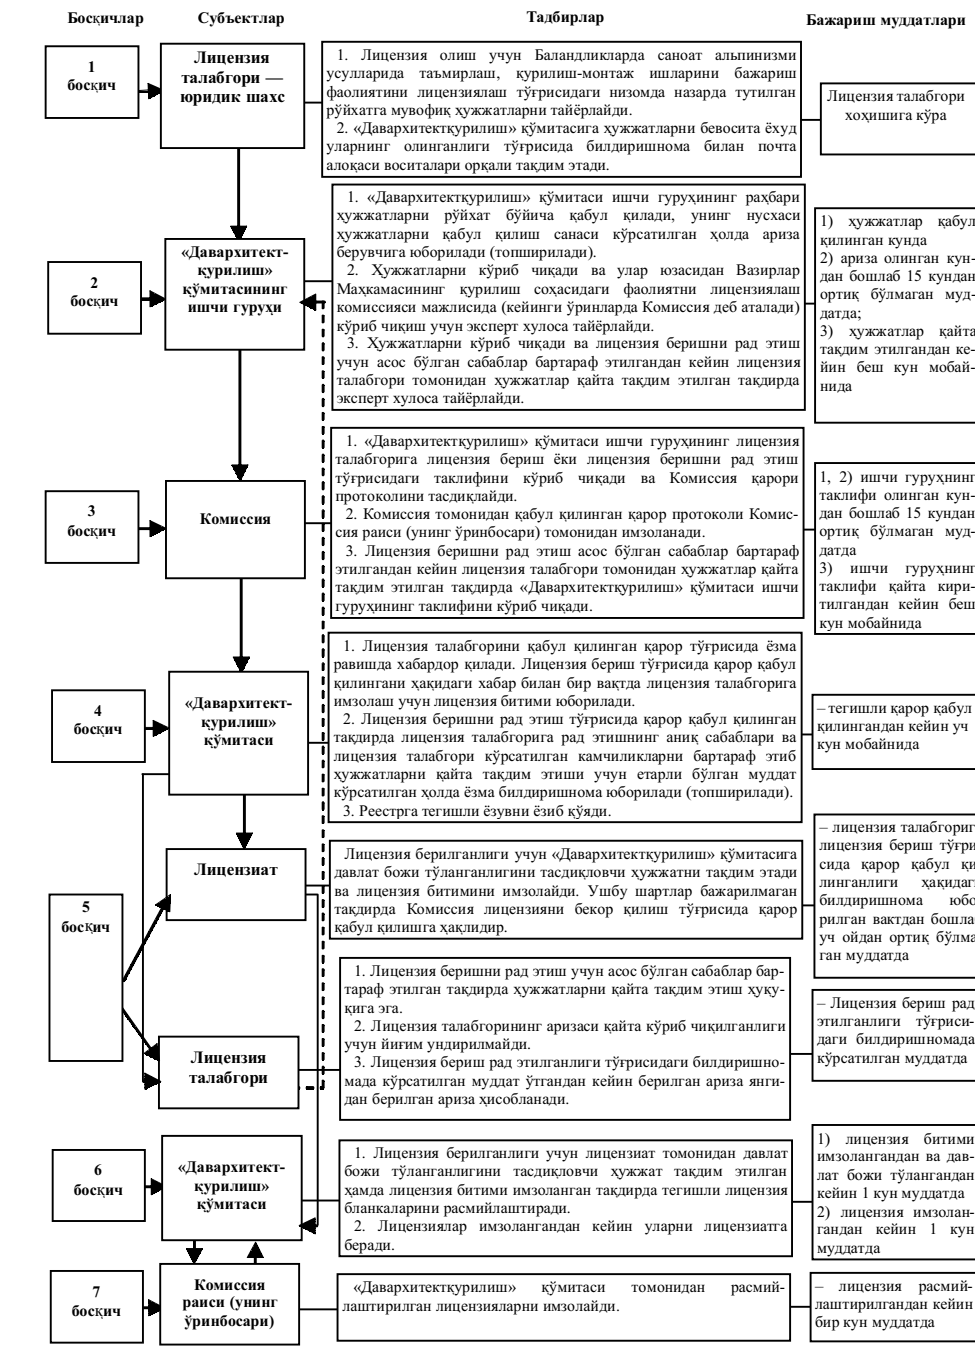 Босқичлар
Субъектлар
Тадбирлар
Бажариш муддатлари
1
босқич
Лицензия
талабгори —
юридик шахс
1. Лицензия олиш учун Баландликларда саноат альпинизми
усулларида таъмирлаш, қурилиш-монтаж ишларини бажариш
фаолиятини лицензиялаш тўғрисидаги низомда назарда тутилган
рўйхатга мувофиқ ҳужжатларни тайёрлайди.
2. «Давархитектқурилиш» қўмитасига ҳужжатларни бевосита ёхуд
уларнинг олинганлиги тўғрисида билдиришнома билан почта
алоқаси воситалари орқали тақдим этади.
Лицензия талабгори
хоҳишига кўра
2
босқич
«Давархитект-
қурилиш»
қўмитасининг
ишчи гуруҳи
1. «Давархитектқурилиш» қўмитаси ишчи гуруҳининг раҳбари
ҳужжатларни рўйхат бўйича қабул қилади, унинг нусхаси
ҳужжатларни қабул қилиш санаси кўрсатилган ҳолда ариза
берувчига юборилади (топширилади).
2. Ҳужжатларни кўриб чиқади ва улар юзасидан Вазирлар
Маҳкамасининг қурилиш соҳасидаги фаолиятни лицензиялаш
комиссияси мажлисида (кейинги ўринларда Комиссия деб аталади)
кўриб чиқиш учун эксперт хулоса тайёрлайди.
3. Ҳужжатларни кўриб чиқади ва лицензия беришни рад этиш
учун асос бўлган сабаблар бартараф этилгандан кейин лицензия
талабгори томонидан ҳужжатлар қайта тақдим этилган тақдирда
эксперт хулоса тайёрлайди.
1) ҳужжатлар қабул
қилинган кунда
2) ариза олинган кун-
дан бошлаб 15 кундан
ортиқ бўлмаган муд-
датда;
3) ҳужжатлар қайта
тақдим этилгандан ке-
йин беш кун мобай-
нида
3
босқич
Комиссия
1. «Давархитектқурилиш» қўмитаси ишчи гуруҳининг лицензия
талабгорига лицензия бериш ёки лицензия беришни рад этиш
тўғрисидаги таклифини кўриб чиқади ва Комиссия қарори
протоколини тасдиқлайди.
2. Комиссия томонидан қабул қилинган қарор протоколи Комис-
сия раиси (унинг ўринбосари) томонидан имзоланади.
3. Лицензия беришни рад этиш асос бўлган сабаблар бартараф
этилгандан кейин лицензия талабгори томонидан ҳужжатлар қайта
тақдим этилган тақдирда «Давархитектқурилиш» қўмитаси ишчи
гуруҳининг таклифини кўриб чиқади.
1, 2) ишчи гуруҳнинг
таклифи олинган кун-
дан бошлаб 15 кундан
ортиқ бўлмаган муд-
датда
3) ишчи гуруҳнинг
таклифи қайта кири-
тилгандан кейин беш
кун мобайнида
4
босқич
«Давархитект-
қурилиш»
қўмитаси
1. Лицензия талабгорини қабул қилинган қарор тўғрисида ёзма
равишда хабардор қилади. Лицензия бериш тўғрисида қарор қабул
қилингани ҳақидаги хабар билан бир вақтда лицензия талабгорига
имзолаш учун лицензия битими юборилади.
2. Лицензия беришни рад этиш тўғрисида қарор қабул қилинган
тақдирда лицензия талабгорига рад этишнинг аниқ сабаблари ва
лицензия талабгори кўрсатилган камчиликларни бартараф этиб
ҳужжатларни қайта тақдим этиши учун етарли бўлган муддат
кўрсатилган ҳолда ёзма билдиришнома юборилади (топширилади).
3. Реестрга тегишли ёзувни ёзиб қўяди.
– тегишли қарор қабул
қилингандан кейин уч
кун мобайнида
5
босқич
Лицензиат
Лицензия берилганлиги учун «Давархитектқурилиш» қўмитасига
давлат божи тўланганлигини тасдиқловчи ҳужжатни тақдим этади
ва лицензия битимини имзолайди. Ушбу шартлар бажарилмаган
тақдирда Комиссия лицензияни бекор қилиш тўғрисида қарор
қабул қилишга ҳақлидир.
– лицензия талабгориг
лицензия бериш тўғри
сида қарор қабул қи
линганлиги ҳақидаг
билдиришнома юбо
рилган вактдан бошла
уч ойдан ортиқ бўлма
ган муддатда
Лицензия
талабгори
1. Лицензия беришни рад этиш учун асос бўлган сабаблар бар-
тараф этилган тақдирда ҳужжатларни қайта тақдим этиш ҳуқу-
қига эга.
2. Лицензия талабгорининг аризаси қайта кўриб чиқилганлиги
учун йиғим ундирилмайди.
3. Лицензия бериш рад этилганлиги тўғрисидаги билдиришно-
мада кўрсатилган муддат ўтгандан кейин берилган ариза янги-
дан берилган ариза ҳисобланади.
– Лицензия бериш рад
этилганлиги тўғриси-
даги билдиришномада
кўрсатилган муддатда
6
босқич
«Давархитект-
қурилиш»
қўмитаси
1. Лицензия берилганлиги учун лицензиат томонидан давлат
божи тўланганлигини тасдиқловчи ҳужжат тақдим этилган
ҳамда лицензия битими имзоланган тақдирда тегишли лицензия
бланкаларини расмийлаштиради.
2. Лицензиялар имзолангандан кейин уларни лицензиатга
беради.
1) лицензия битими
имзолангандан ва дав-
лат божи тўлангандан
кейин 1 кун муддатда
2) лицензия имзолан-
гандан кейин 1 кун
муддатда
7
босқич
Комиссия
раиси (унинг
ўринбосари)
«Давархитектқурилиш» қўмитаси томонидан расмий-
лаштирилган лицензияларни имзолайди.
– лицензия расмий-
лаштирилгандан кейин
бир кун муддатда